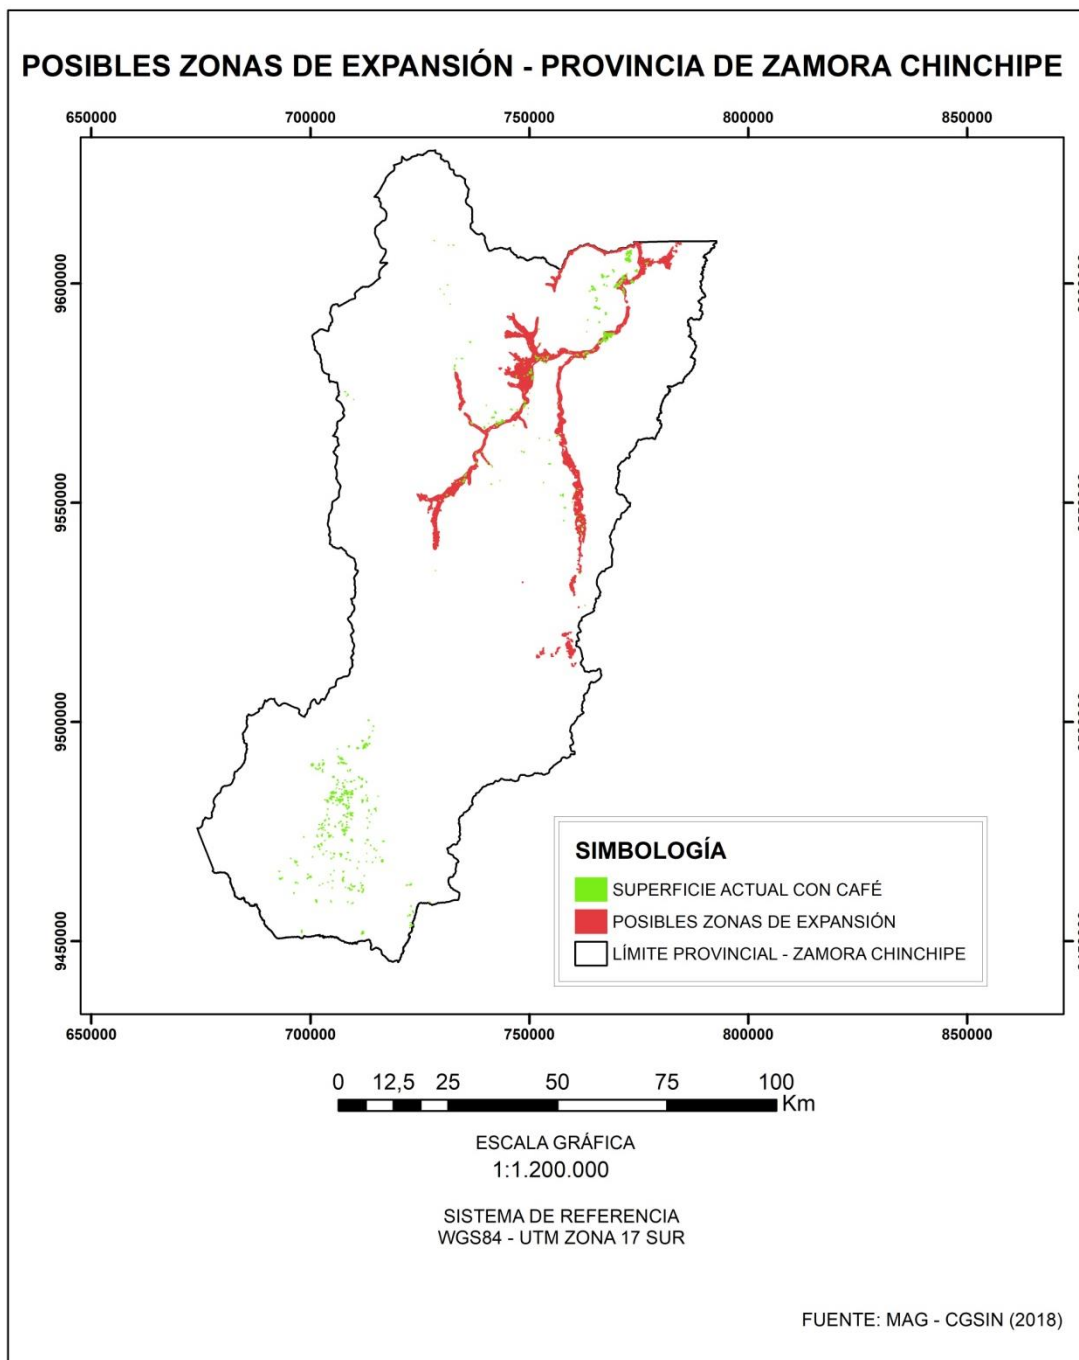 POSIBLES ZONAS DE EXPANSIÓN - PROVINCIA DE ZAMORA CHINCHIPE
650000 700000 750000 800000 850000
9600000
9550000
9500000
9450000
SIMBOLOGÍA
SUPERFICIE ACTUAL CON CAFÉ
POSIBLES ZONAS DE EXPANSIÓN
LÍMITE PROVINCIAL - ZAMORA CHINCHIPE
650000 700000 750000 800000 850000
0 12,5 25 50 75 100
Km
ESCALA GRÁFICA
1:1.200.000
SISTEMA DE REFERENCIA
WGS84 - UTM ZONA 17 SUR
FUENTE: MAG - CGSIN (2018)